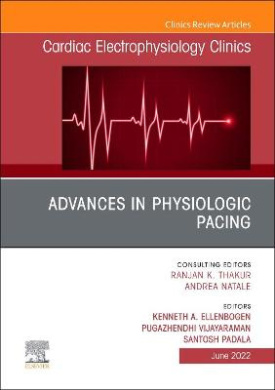 Clinics Review Articles
Cardiac Electrophysiology Clinics
ADVANCES IN PHYSIOLOGIC
PACING
CONSULTING EDITORS
RANJAN K. THAKUR
ANDREA NATALE
EDITORS
KENNETH A. ELLENBOGEN
PUGAZHENDHI VIJAYARAMAN
SANTOSH PADALA
June 2022
ELSEVIER